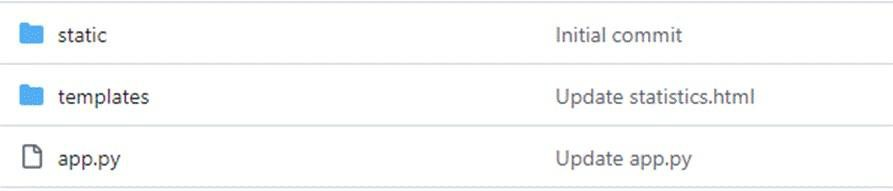 static Initial commit
templates Update statistics.html
app.py Update app.py